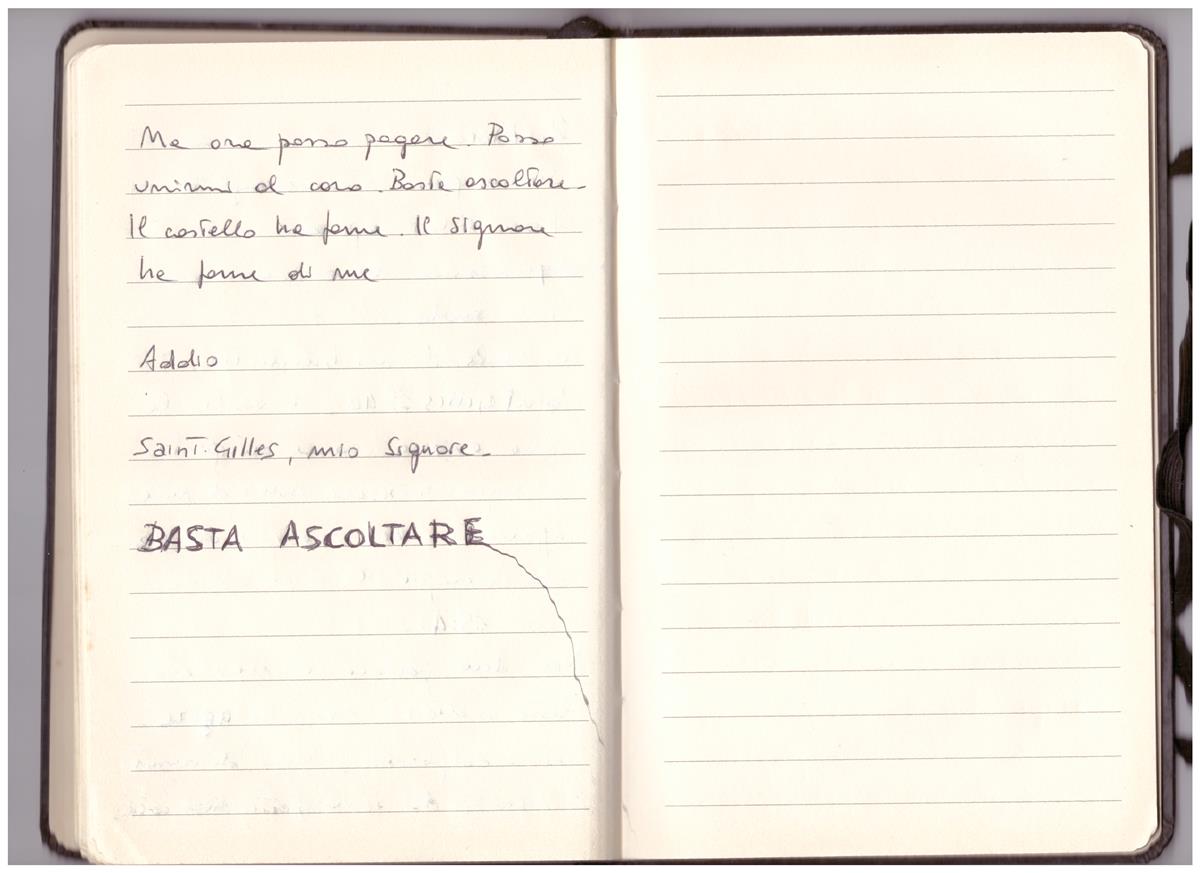 Ma ora posso pagare. Posso
unirmi al coro. Basta ascoltare.
Il castello ha fame. Il Signore
ha fame di me
Addio
Saint-Gilles, mio Signore.
BASTA ASCOLTARE